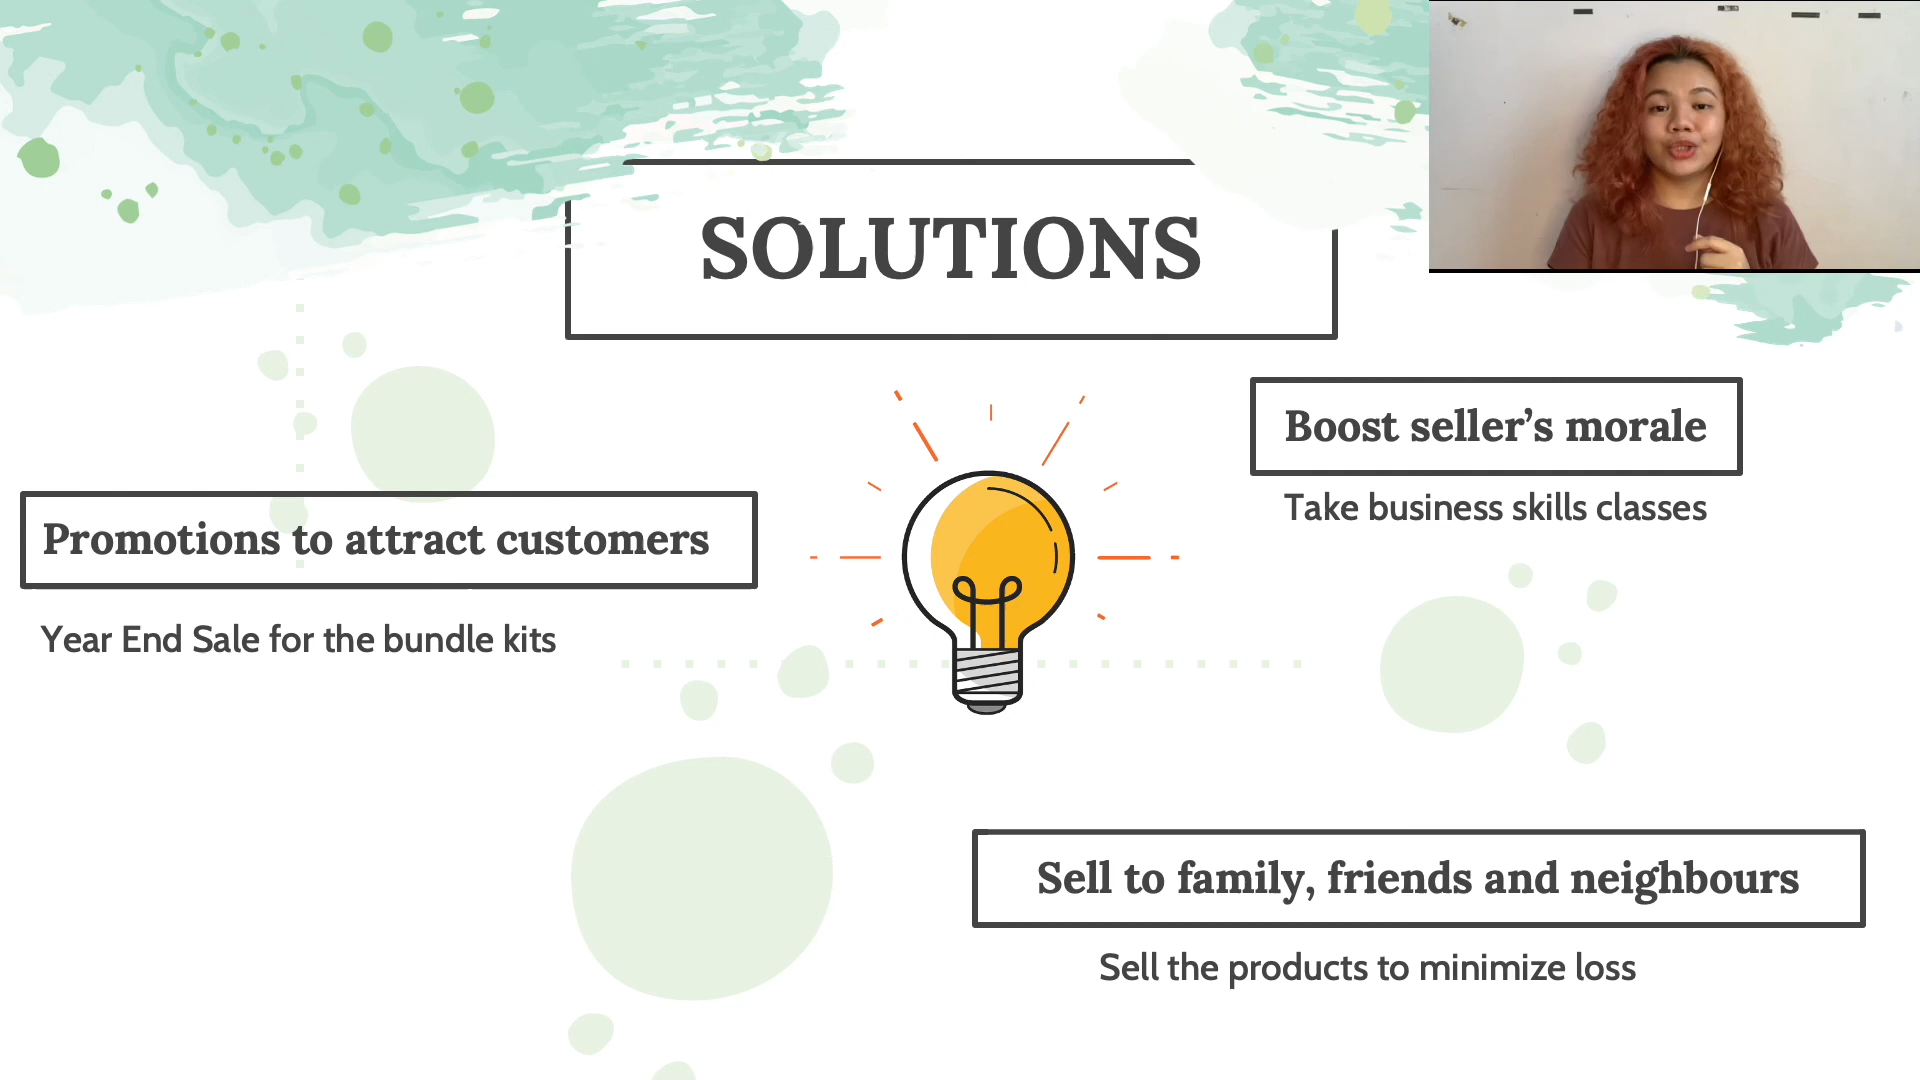 SOLUTIONS
Boost seller’s morale
Take business skills classes
Promotions to attract customers
Year End Sale for the bundle kits
Sell to family, friends and neighbours
Sell the products to minimize loss